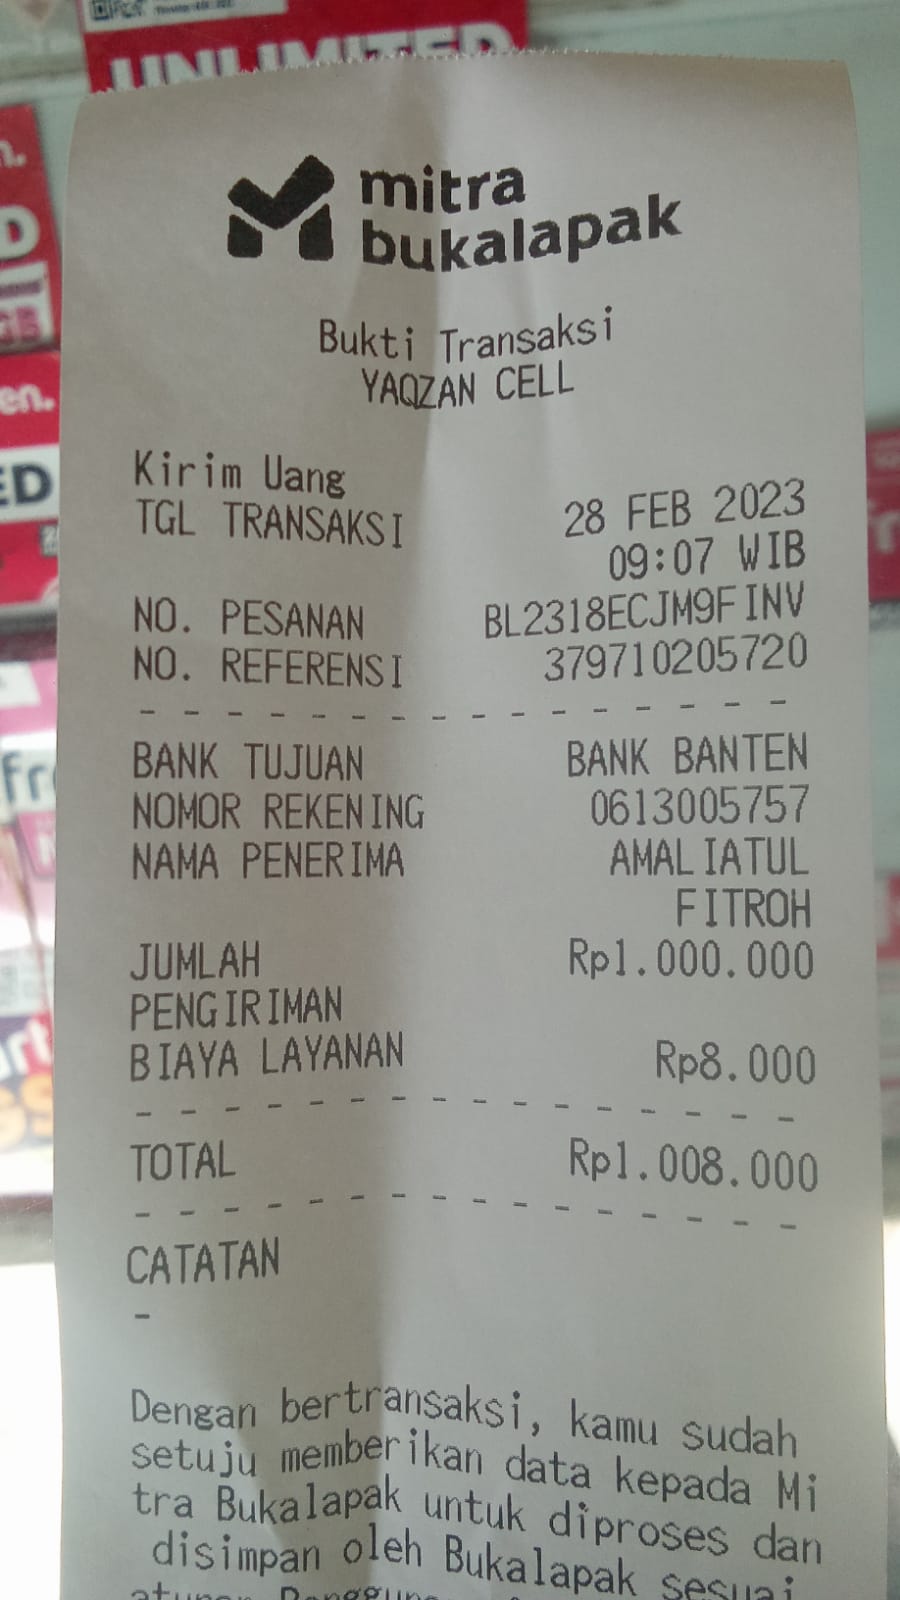 UNLIMITED
mitra
bukalapak
Bukti Transaksi
YAQZAN CELL
Kirim Uang
TGL TRANSAKSI 28 FEB 2023
09:07 WIB
NO. PESANAN BL2318ECJM9FINV
NO. REFERENSI 379710205720
- - - - - - - - - - - - - - - -
BANK TUJUAN BANK BANTEN
NOMOR REKENING 0613005757
NAMA PENERIMA AMALIATUL
FITROH
JUMLAH Rp1.000.000
PENGIRIMAN
BIAYA LAYANAN Rp8.000
- - - - - - - - - - - - - - - -
TOTAL Rp1.008.000
- - - - - - - - - - - - - - - -
CATATAN
-
Dengan bertransaksi, kamu sudah
setuju memberikan data kepada Mi
tra Bukalapak untuk diproses dan
disimpan oleh Bukalapak sesuai
en.
ED